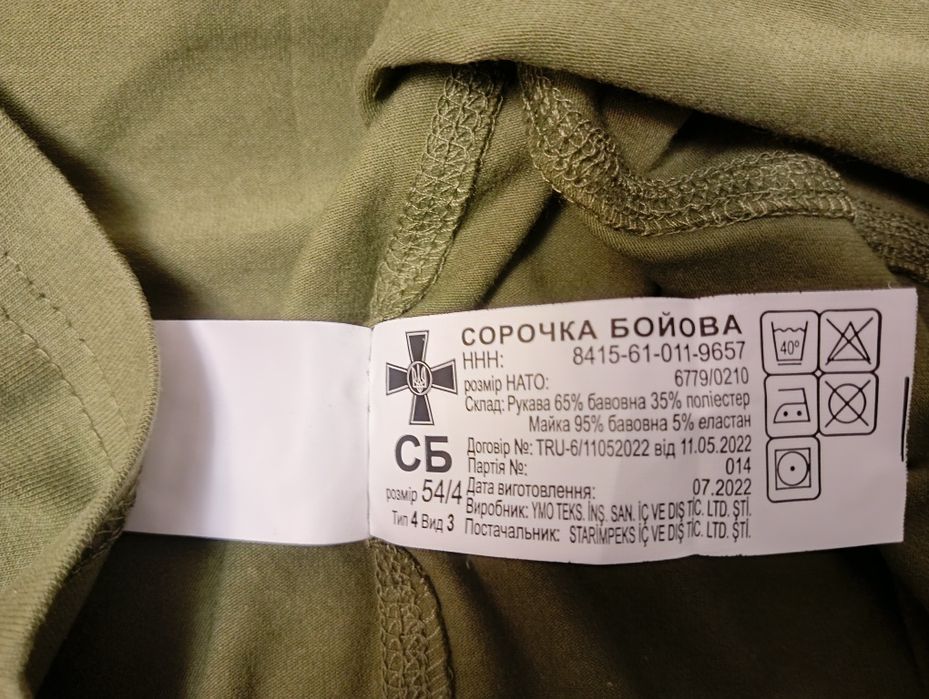 СОРОЧКА БОЙоВА
ННН: 8415-61-011-9657
розмір НАТО: 6779/0210
Склад: Рукава 65% бавовна 35% поліестер
Майка 95% бавовна 5% еластан
Договір №: TRU-6/11052022 від 11.05.2022
Партія №: 014
Дата виготовлення: 07.2022
Виробник: YMO TEKS. İNŞ. SAN. İÇ VE DIŞ TİC. LTD. ŞTİ.
Постачальник: STARİMPEKS İÇ VE DIŞ TİC. LTD. ŞTİ.
СБ
розмір 54/4
Тип 4 Вид 3
40°